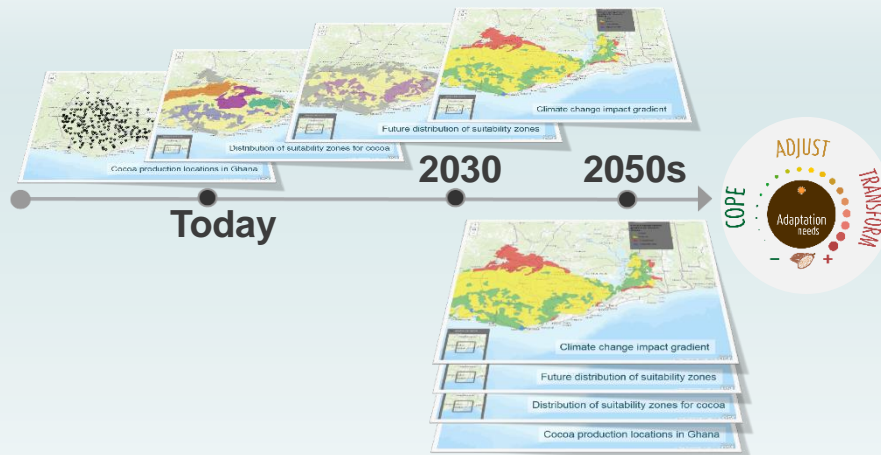 Climate change impact gradient
Future distribution of suitability zones
Distribution of suitability zones for cocoa
Cocoa production locations in Ghana
Today
2030
2050s
COPE
ADJUST
TRANSFORM
Adaptation
needs
- +
Climate change impact gradient
Future distribution of suitability zones
Distribution of suitability zones for cocoa
Cocoa production locations in Ghana